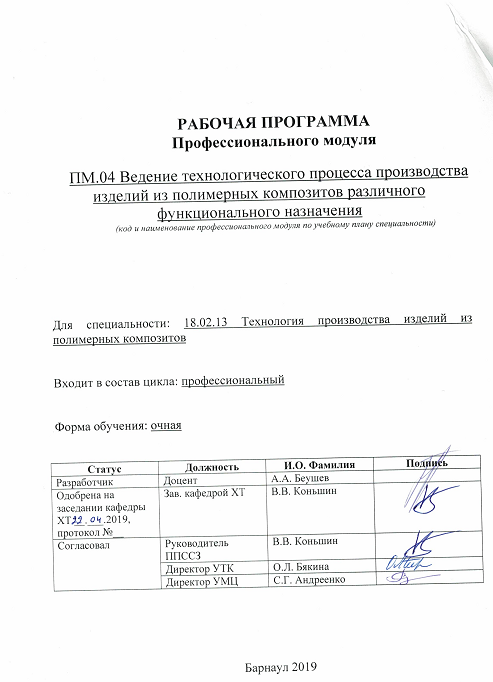 РАБОЧАЯ ПРОГРАММА
Профессионального модуля
ПМ.04 Ведение технологического процесса производства
изделий из полимерных композитов различного
функционального назначения
(код и наименование профессионального модуля по учебному плану специальности)
Для специальности: 18.02.13 Технология производства изделий из
полимерных композитов
Входит в состав цикла: профессиональный
Форма обучения: очная
Статус Должность И.О. Фамилия Подпись
Разработчик Доцент А.А. Беушев
Одобрена на Зав. кафедрой ХТ В.В. Коньшин
заседании кафедры
ХТ 22.04.2019,
протокол №__
Согласовал Руководитель В.В. Коньшин
ППССЗ
Директор УТК О.Л. Бякина
Директор УМЦ С.Г. Андреенко
Барнаул 2019